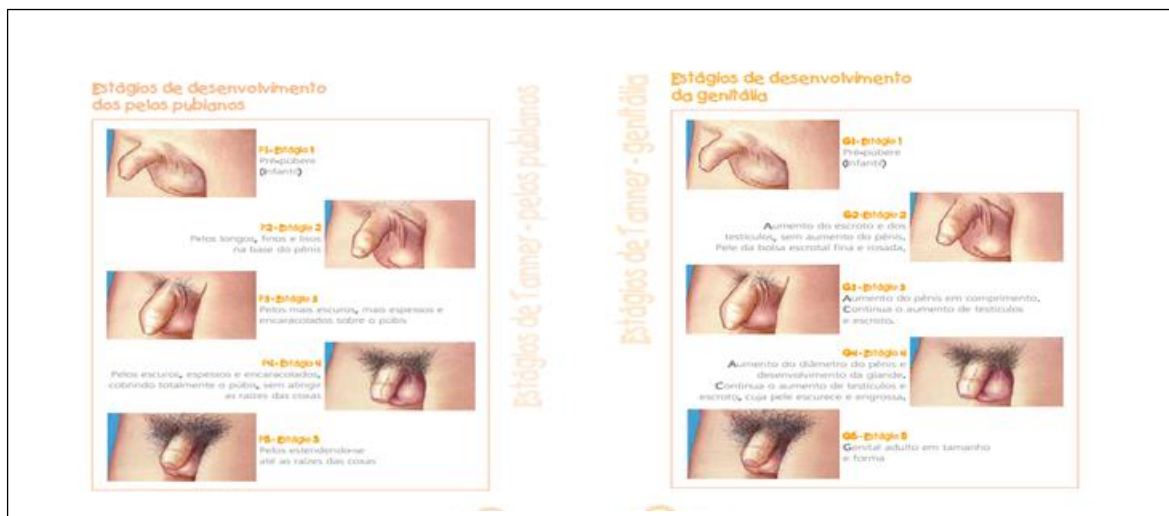 Estágios de desenvolvimento
dos pelos pubianos
P1-Estágio 1
Pré-púbere
(Infantil)
P2-Estágio 2
Pelos longos, finos e lisos
na base do pênis
P3-Estágio 3
Pelos mais escuros, mais espessos e
encaracolados sobre o púbis
P4-Estágio 4
Pelos escuros, espessos e encaracolados,
cobrindo totalmente o púbis, sem atingir
as raízes das coxas
P5-Estágio 5
Pelos estendendo-se
até as raízes das coxas
Estágios de Tanner - pelos pubianos
Estágios de Tanner - genitália
Estágios de desenvolvimento
da genitália
G1-Estágio 1
Pré-púbere
(Infantil)
G2-Estágio 2
Aumento do escroto e dos
testículos, sem aumento do pênis.
Pele da bolsa escrotal fina e rosada,
G3-Estágio 3
Aumento do pênis em comprimento.
Continua o aumento de testículos
e escroto.
G4-Estágio 4
Aumento do diâmetro do pênis e
desenvolvimento da glande.
Continua o aumento de testículos e
escroto, cuja pele escurece e engrossa,
G5-Estágio 5
Genital adulto em tamanho
e forma